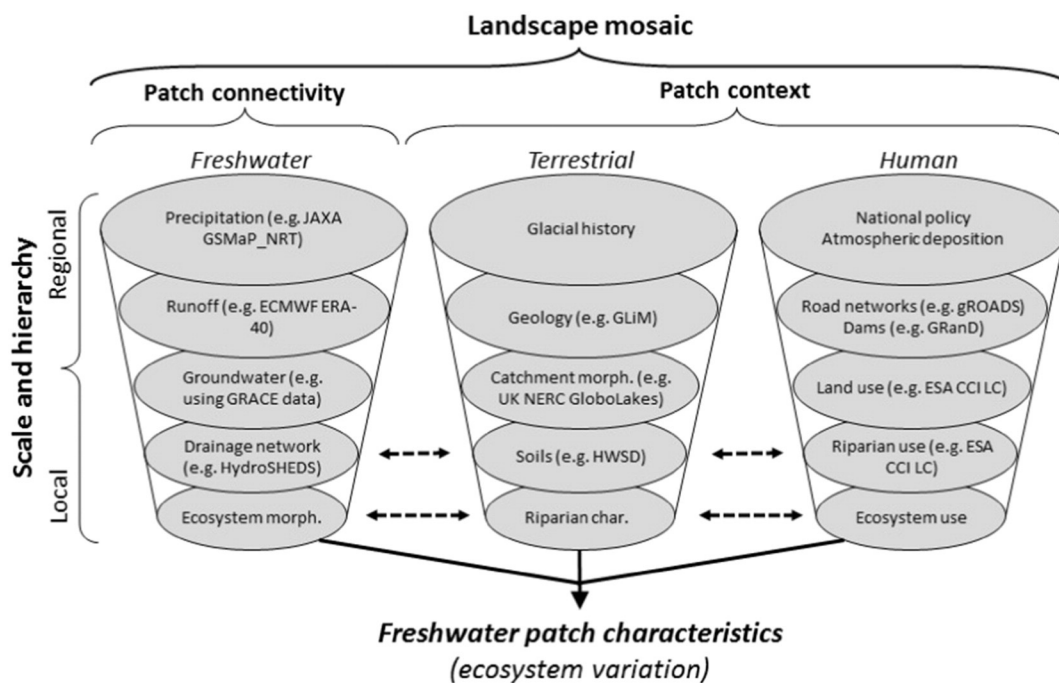 Landscape mosaic
Patch connectivity
Patch context
Freshwater
Terrestrial
Human
Scale and hierarchy
Regional
Local
Precipitation (e.g. JAXA
GSMaP_NRT)
Glacial history
National policy
Atmospheric deposition
Runoff (e.g. ECMWF ERA-
40)
Geology (e.g. GLiM)
Road networks (e.g. gROADS)
Dams (e.g. GRanD)
Groundwater (e.g.
using GRACE data)
Catchment morph. (e.g.
UK NERC GloboLakes)
Land use (e.g. ESA CCI LC)
Drainage network
(e.g. HydroSHEDS)
Soils (e.g. HWSD)
Riparian use (e.g. ESA
CCI LC)
Ecosystem morph.
Riparian char.
Ecosystem use
Freshwater patch characteristics
(ecosystem variation)